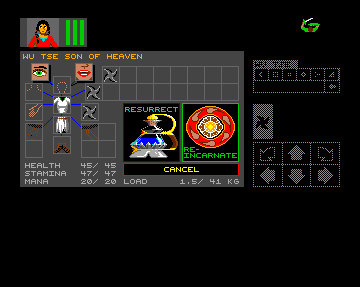 WU TSE SON OF HEAVEN
RESURRECT
RE-
INCARNATE
CANCEL
HEALTH 45/ 45
STAMINA 47/ 47
MANA 20/ 20
LOAD 1.5/ 41 KG